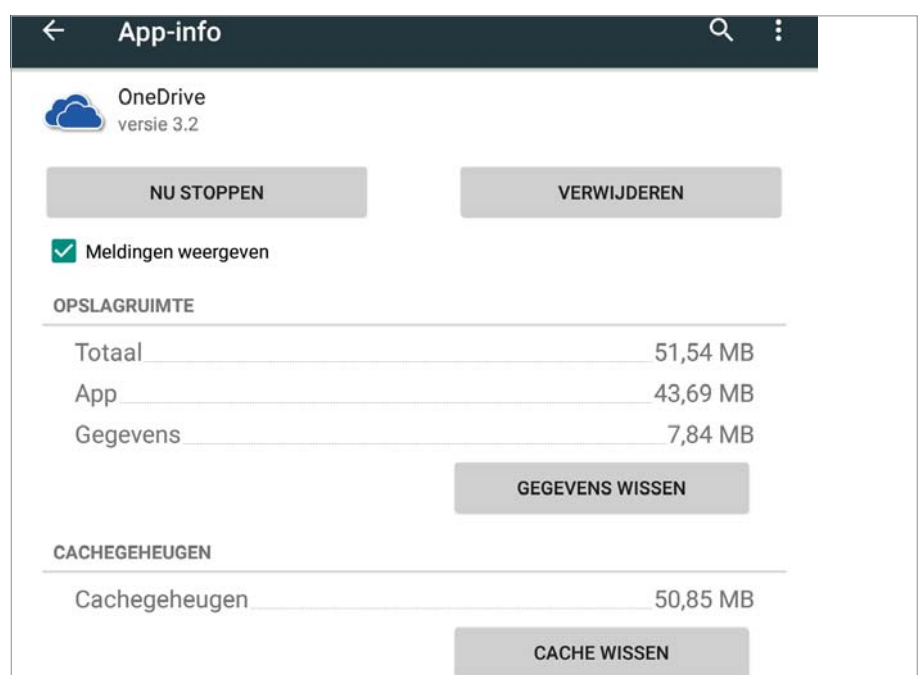 App-info
OneDrive
versie 3.2
NU STOPPEN
VERWIJDEREN
Meldingen weergeven
OPSLAGRUIMTE
Totaal 51,54 MB
App 43,69 MB
Gegevens 7,84 MB
GEGEVENS WISSEN
CACHEGEHEUGEN
Cachegeheugen 50,85 MB
CACHE WISSEN